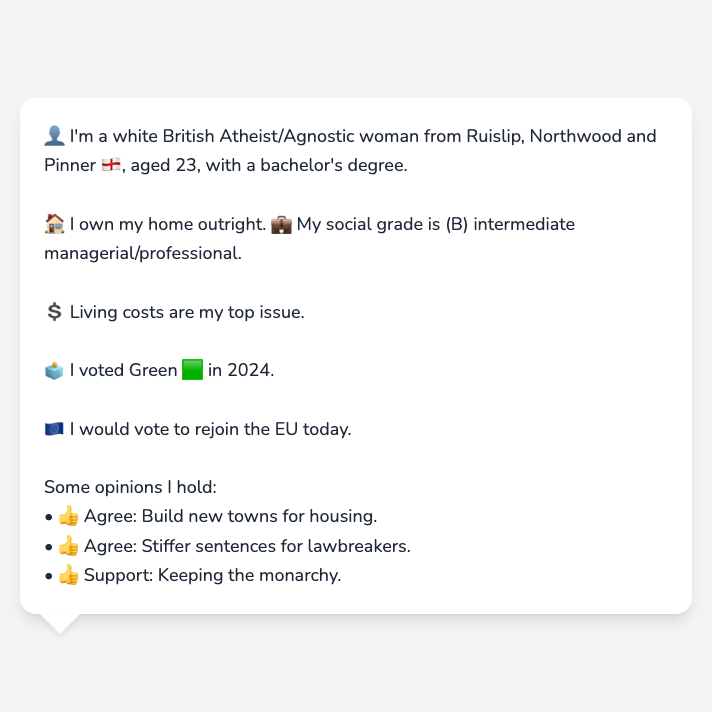 👤 I'm a white British Atheist/Agnostic woman from Ruislip, Northwood and
Pinner 🏴󠁧󠁢󠁥󠁮󠁧󠁿, aged 23, with a bachelor's degree.
🏠 I own my home outright. 💼 My social grade is (B) intermediate
managerial/professional.
💲 Living costs are my top issue.
🗳️ I voted Green 🟩 in 2024.
🇪🇺 I would vote to rejoin the EU today.
Some opinions I hold:
• 👍 Agree: Build new towns for housing.
• 👍 Agree: Stiffer sentences for lawbreakers.
• 👍 Support: Keeping the monarchy.